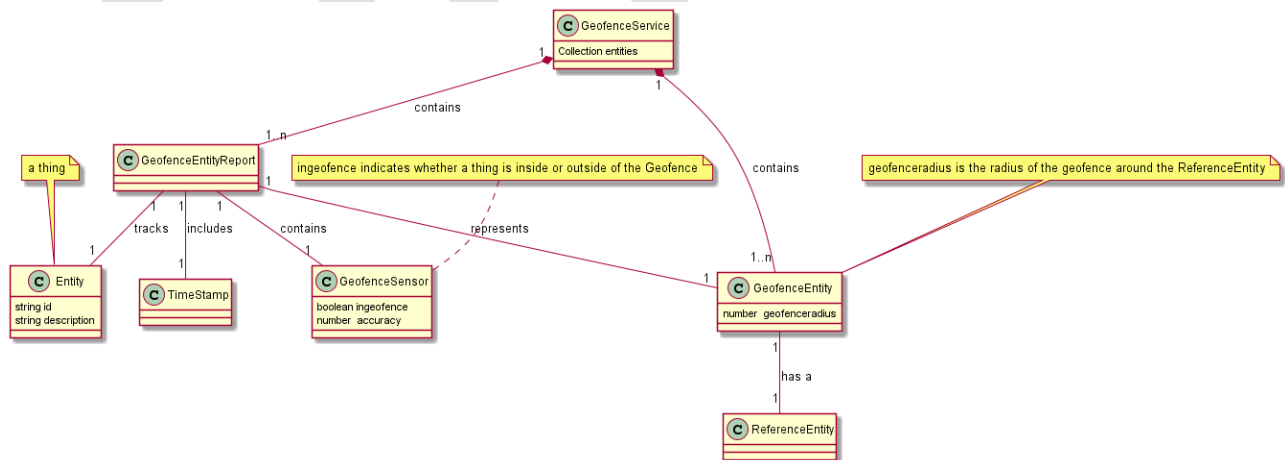 C GeofenceService
Collection entities
1
1
contains
1..n
C GeofenceEntityReport
a thing
ingeofence indicates whether a thing is inside or outside of the Geofence
contains
geofenceradius is the radius of the geofence around the ReferenceEntity
1
1
1
1
tracks
includes
contains
represents
1
1
1
1
1..n
C Entity
string id
string description
C TimeStamp
C GeofenceSensor
boolean ingeofence
number accuracy
C GeofenceEntity
number geofenceradius
1
has a
1
C ReferenceEntity